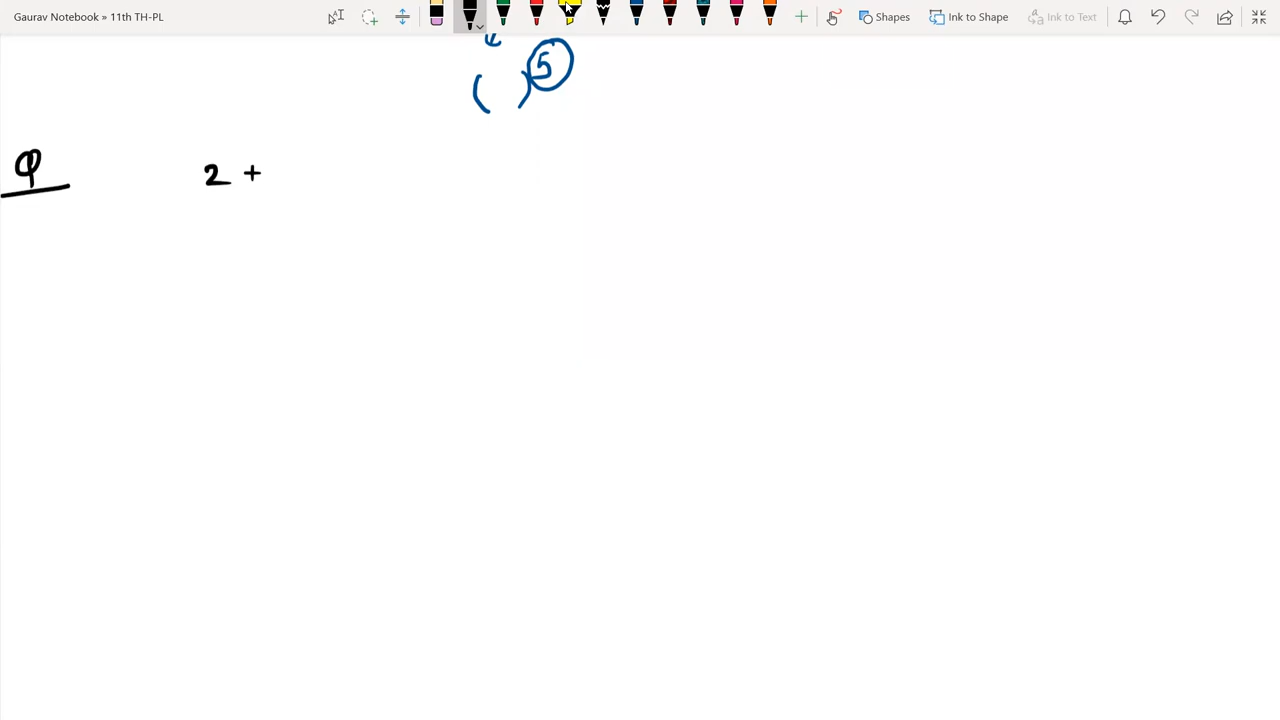 Gaurav Notebook » 11th TH-PL
Shapes
Ink to Shape
Ink to Text
( )5
Q 2 +